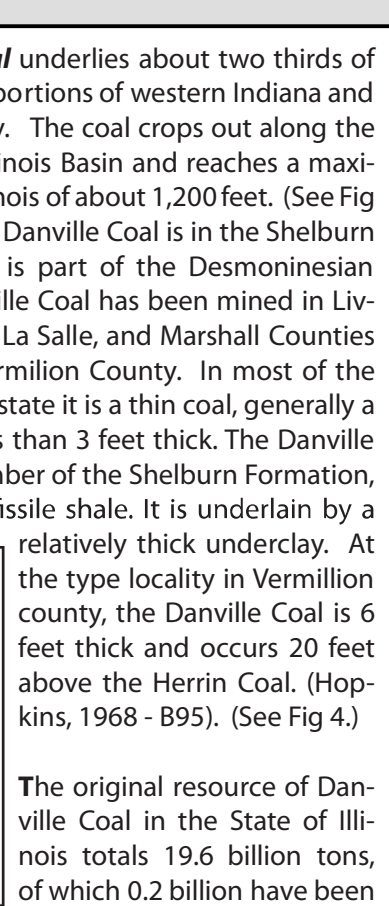 underlies about two thirds of
portions of western Indiana and
The coal crops out along the
Basin and reaches a maxi-
of about 1,200 feet. (See Fig
Danville Coal is in the Shelburn
is part of the Desmoninesian
Coal has been mined in Liv-
La Salle, and Marshall Counties
County. In most of the
state it is a thin coal, generally a
than 3 feet thick. The Danville
of the Shelburn Formation,
fissile shale. It is underlain by a
relatively thick underclay. At
the type locality in Vermillion
county, the Danville Coal is 6
feet thick and occurs 20 feet
above the Herrin Coal. (Hop-
kins, 1968 - B95). (See Fig 4.)
The original resource of Dan-
ville Coal in the State of Illi-
nois totals 19.6 billion tons,
of which 0.2 billion have been